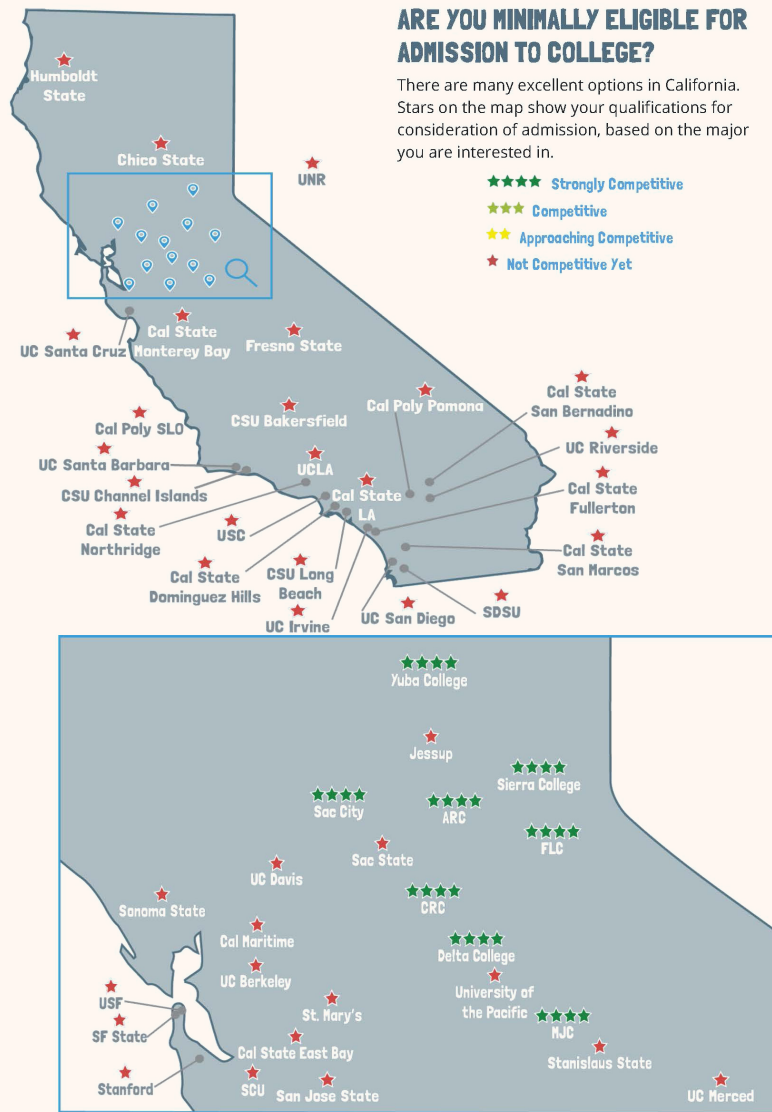 ARE YOU MINIMALLY ELIGIBLE FOR
ADMISSION TO COLLEGE?
There are many excellent options in California.
Stars on the map show your qualifications for
consideration of admission, based on the major
you are interested in.
Strongly Competitive
Competitive
Approaching Competitive
Not Competitive Yet
Humboldt
State
Chico State
UNR
UC Santa Cruz
Cal State
Monterey Bay
Fresno State
Cal Poly SLO
CSU Bakersfield
Cal Poly Pomona
Cal State
San Bernadino
UC Santa Barbara
UCLA
UC Riverside
CSU Channel Islands
Cal State
LA
Cal State
Fullerton
Cal State
Northridge
USC
Cal State
San Marcos
Cal State
Dominguez Hills
CSU Long
Beach
UC Irvine
UC San Diego
SDSU
Yuba College
Jessup
Sierra College
Sac City
ARC
FLC
Sac State
UC Davis
CRC
Sonoma State
Cal Maritime
Delta College
UC Berkeley
University of
the Pacific
USF
St. Mary's
SF State
MJC
Cal State East Bay
Stanislaus State
Stanford
SCU
San Jose State
UC Merced